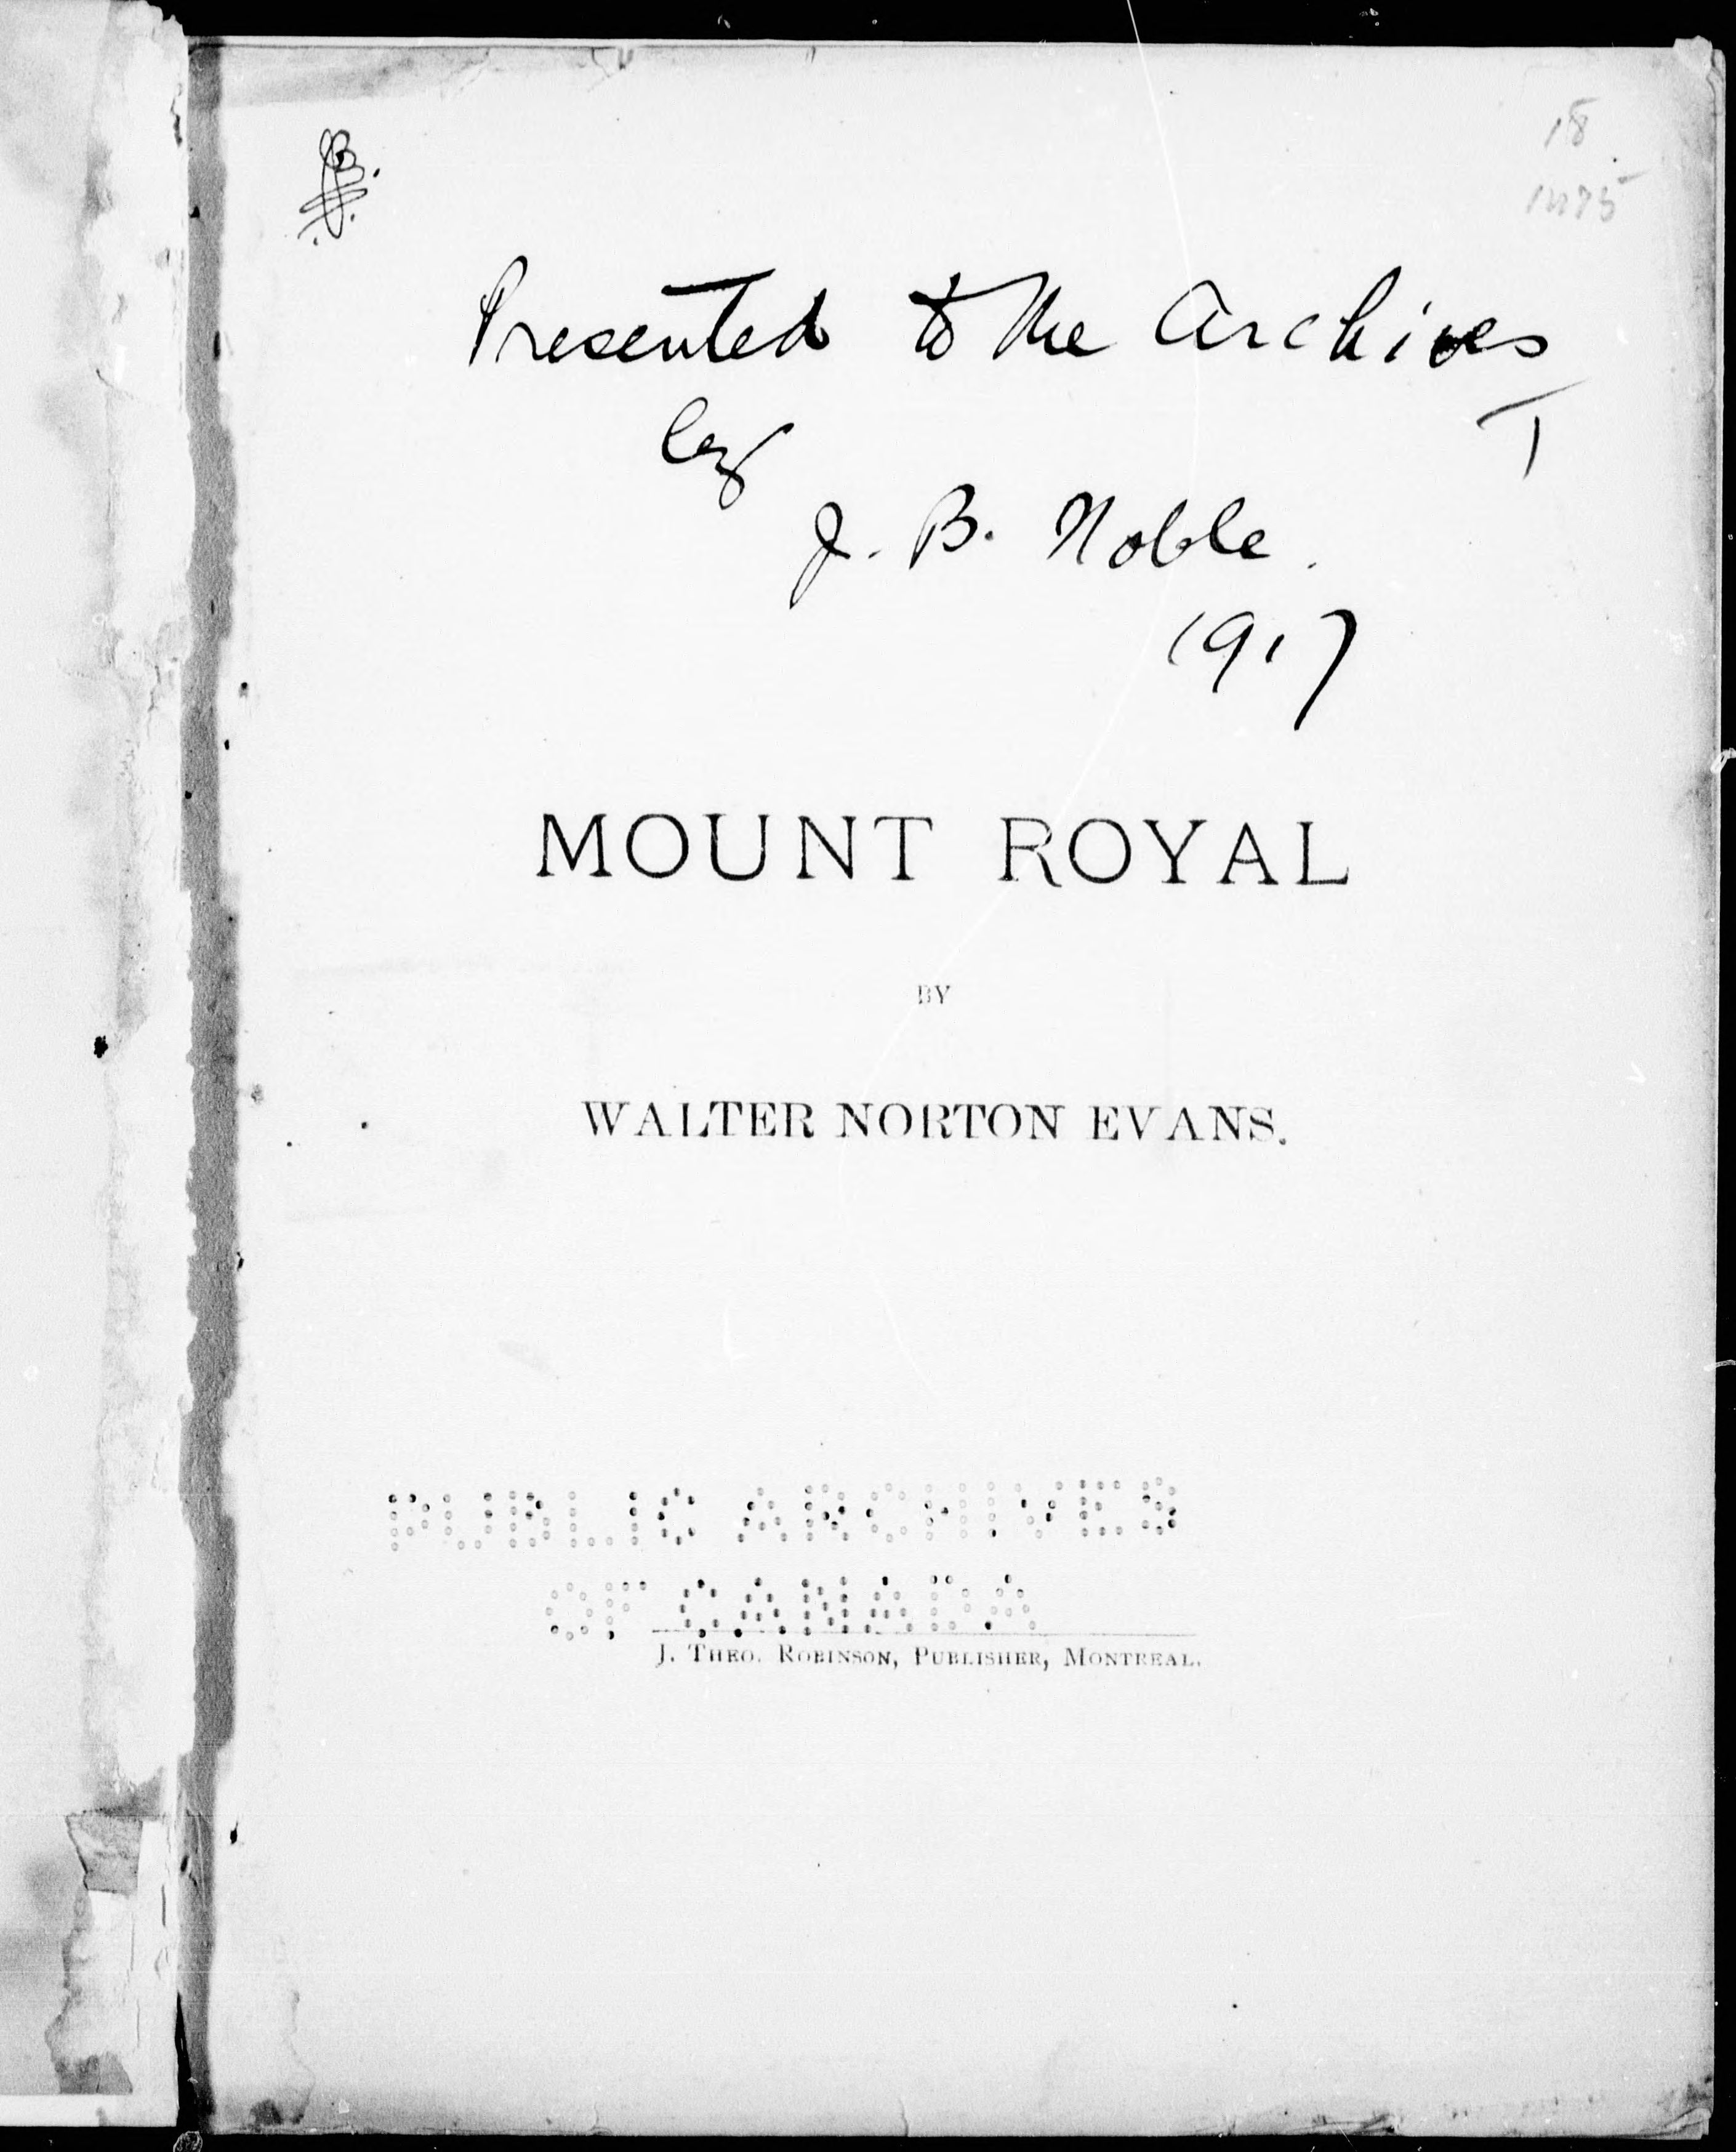 18
Presented to the Archives
by
J. B. Noble.
1917
MOUNT ROYAL
BY
WALTER NORTON EVANS.
PUBLIC ARCHIVES
OF CANADA
J. THEO. ROBINSON, PUBLISHER, MONTREAL.